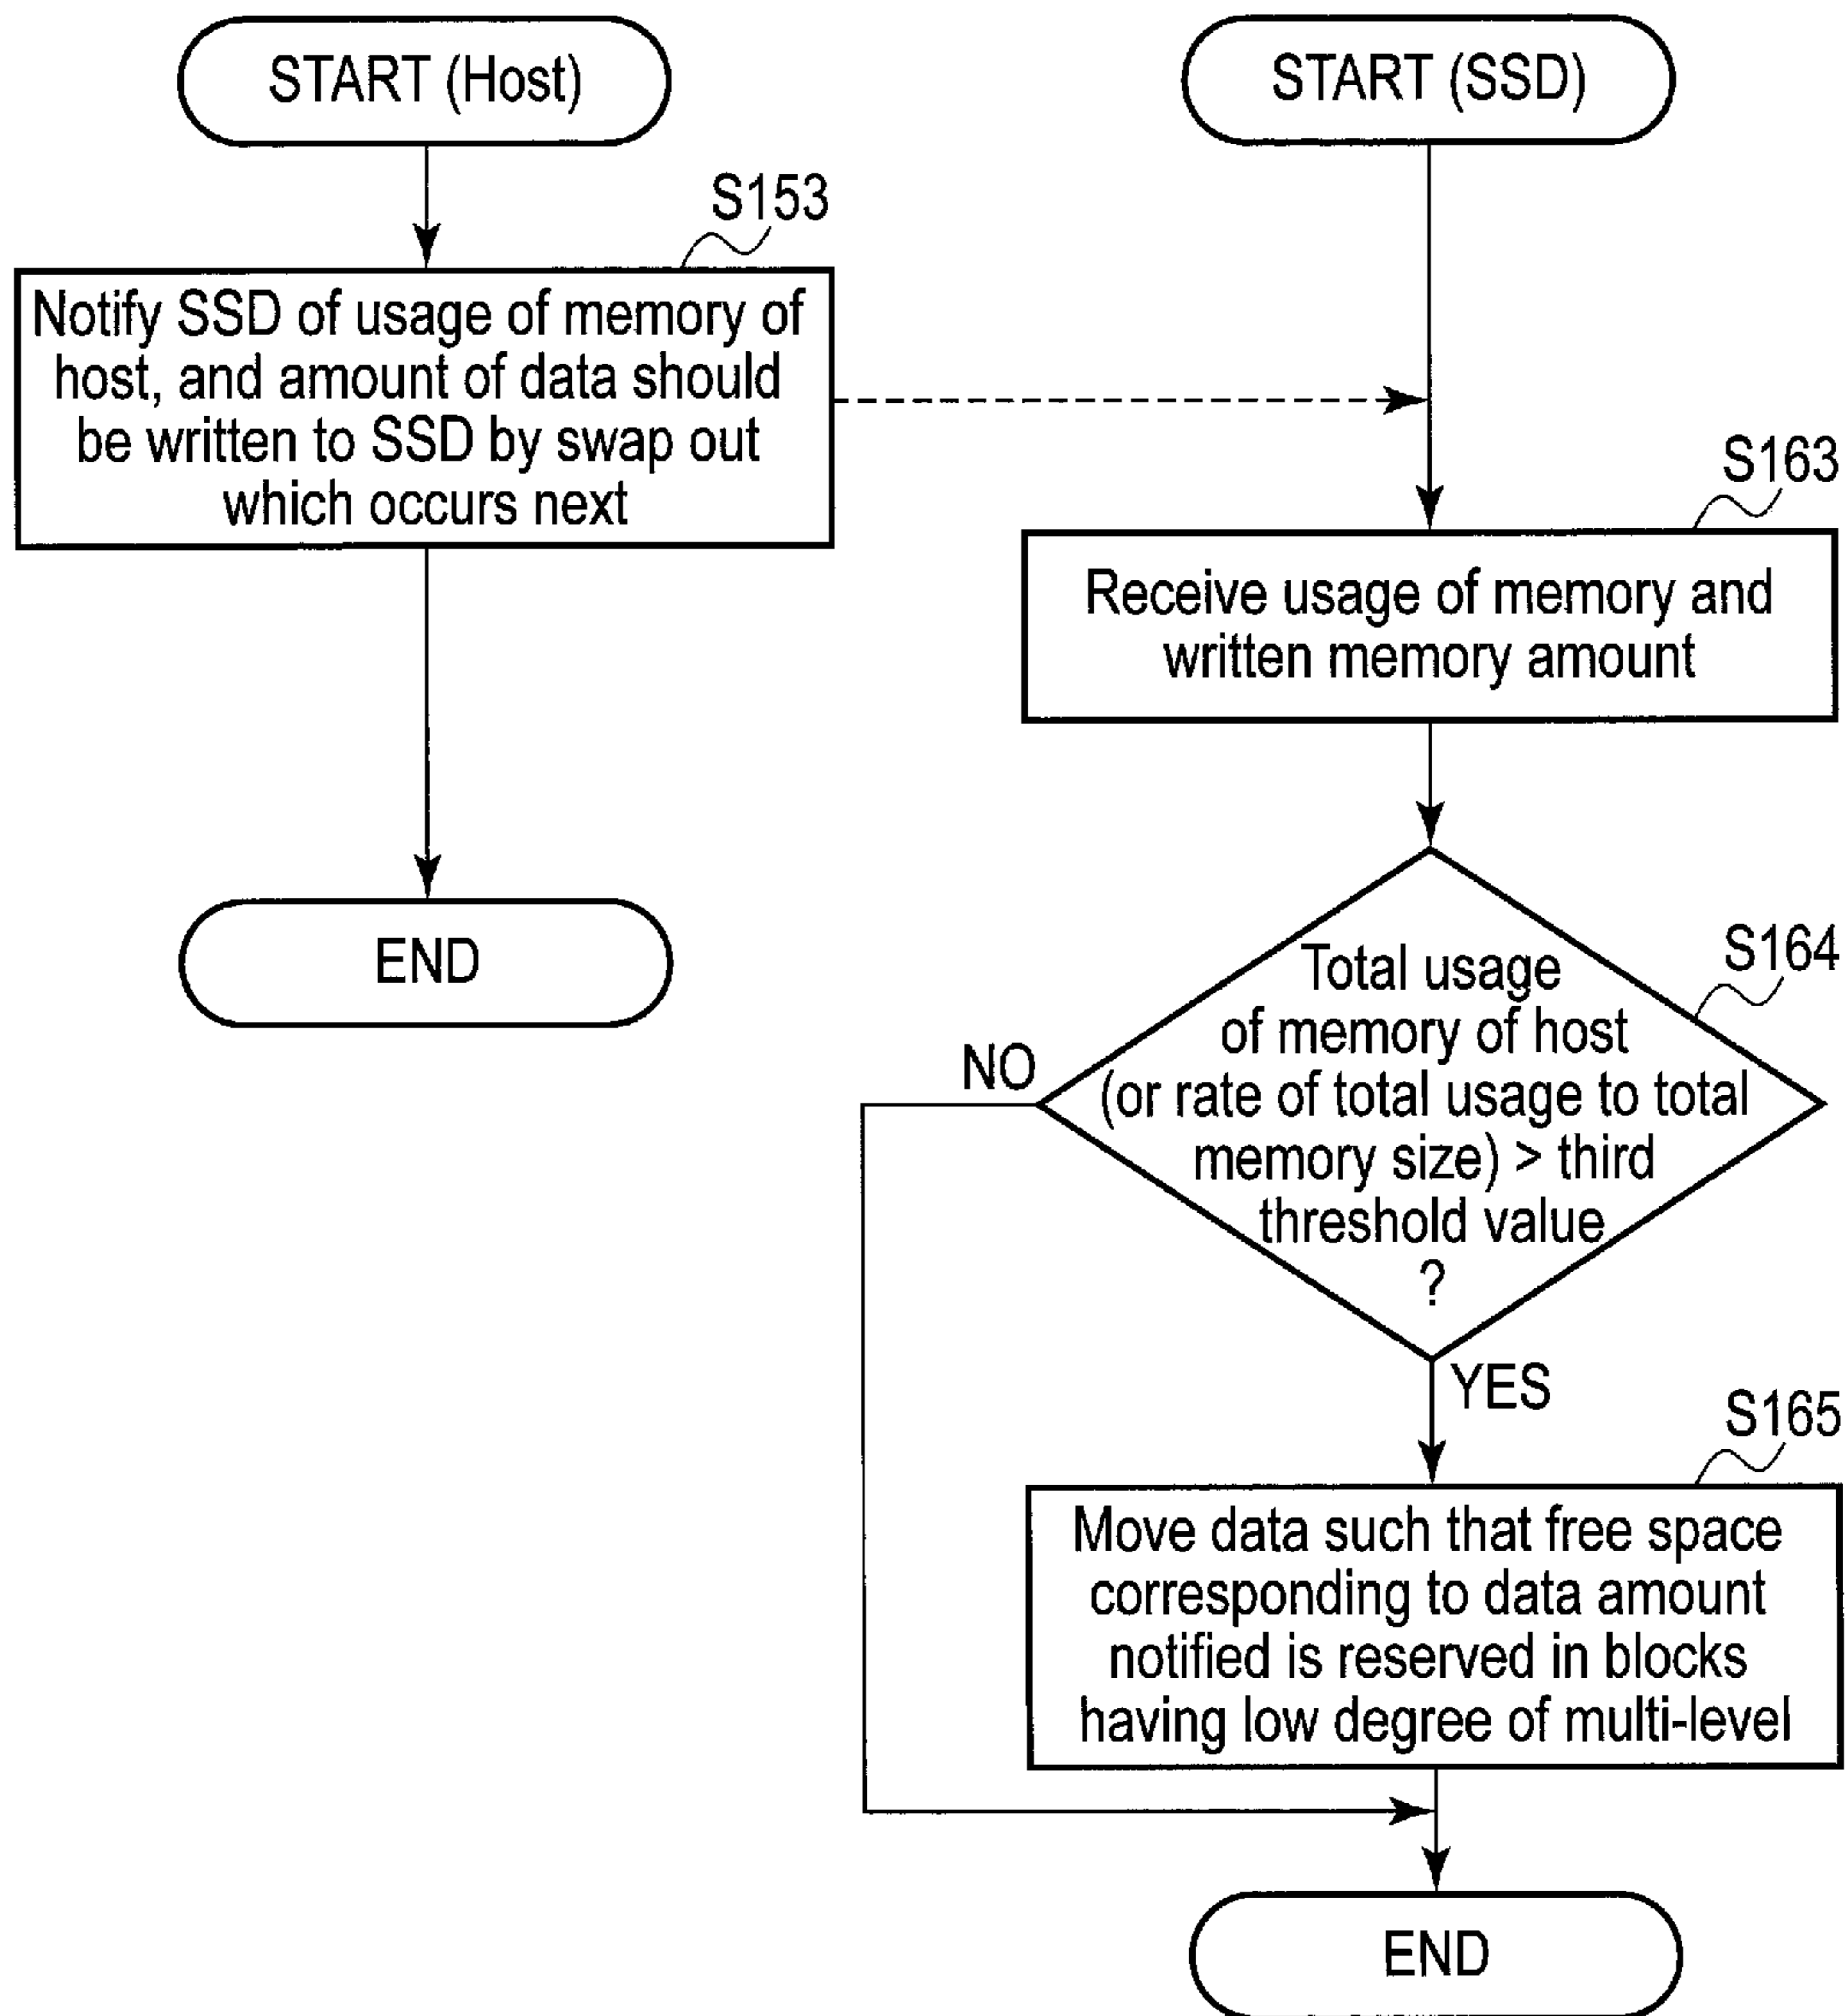 START (Host)
S153
Notify SSD of usage of memory of
host, and amount of data should
be written to SSD by swap out
which occurs next
END
START (SSD)
S163
Receive usage of memory and
written memory amount
S164
Total usage
of memory of host
(or rate of total usage to total
memory size) > third
threshold value
?
NO
YES
S165
Move data such that free space
corresponding to data amount
notified is reserved in blocks
having low degree of multi-level
END